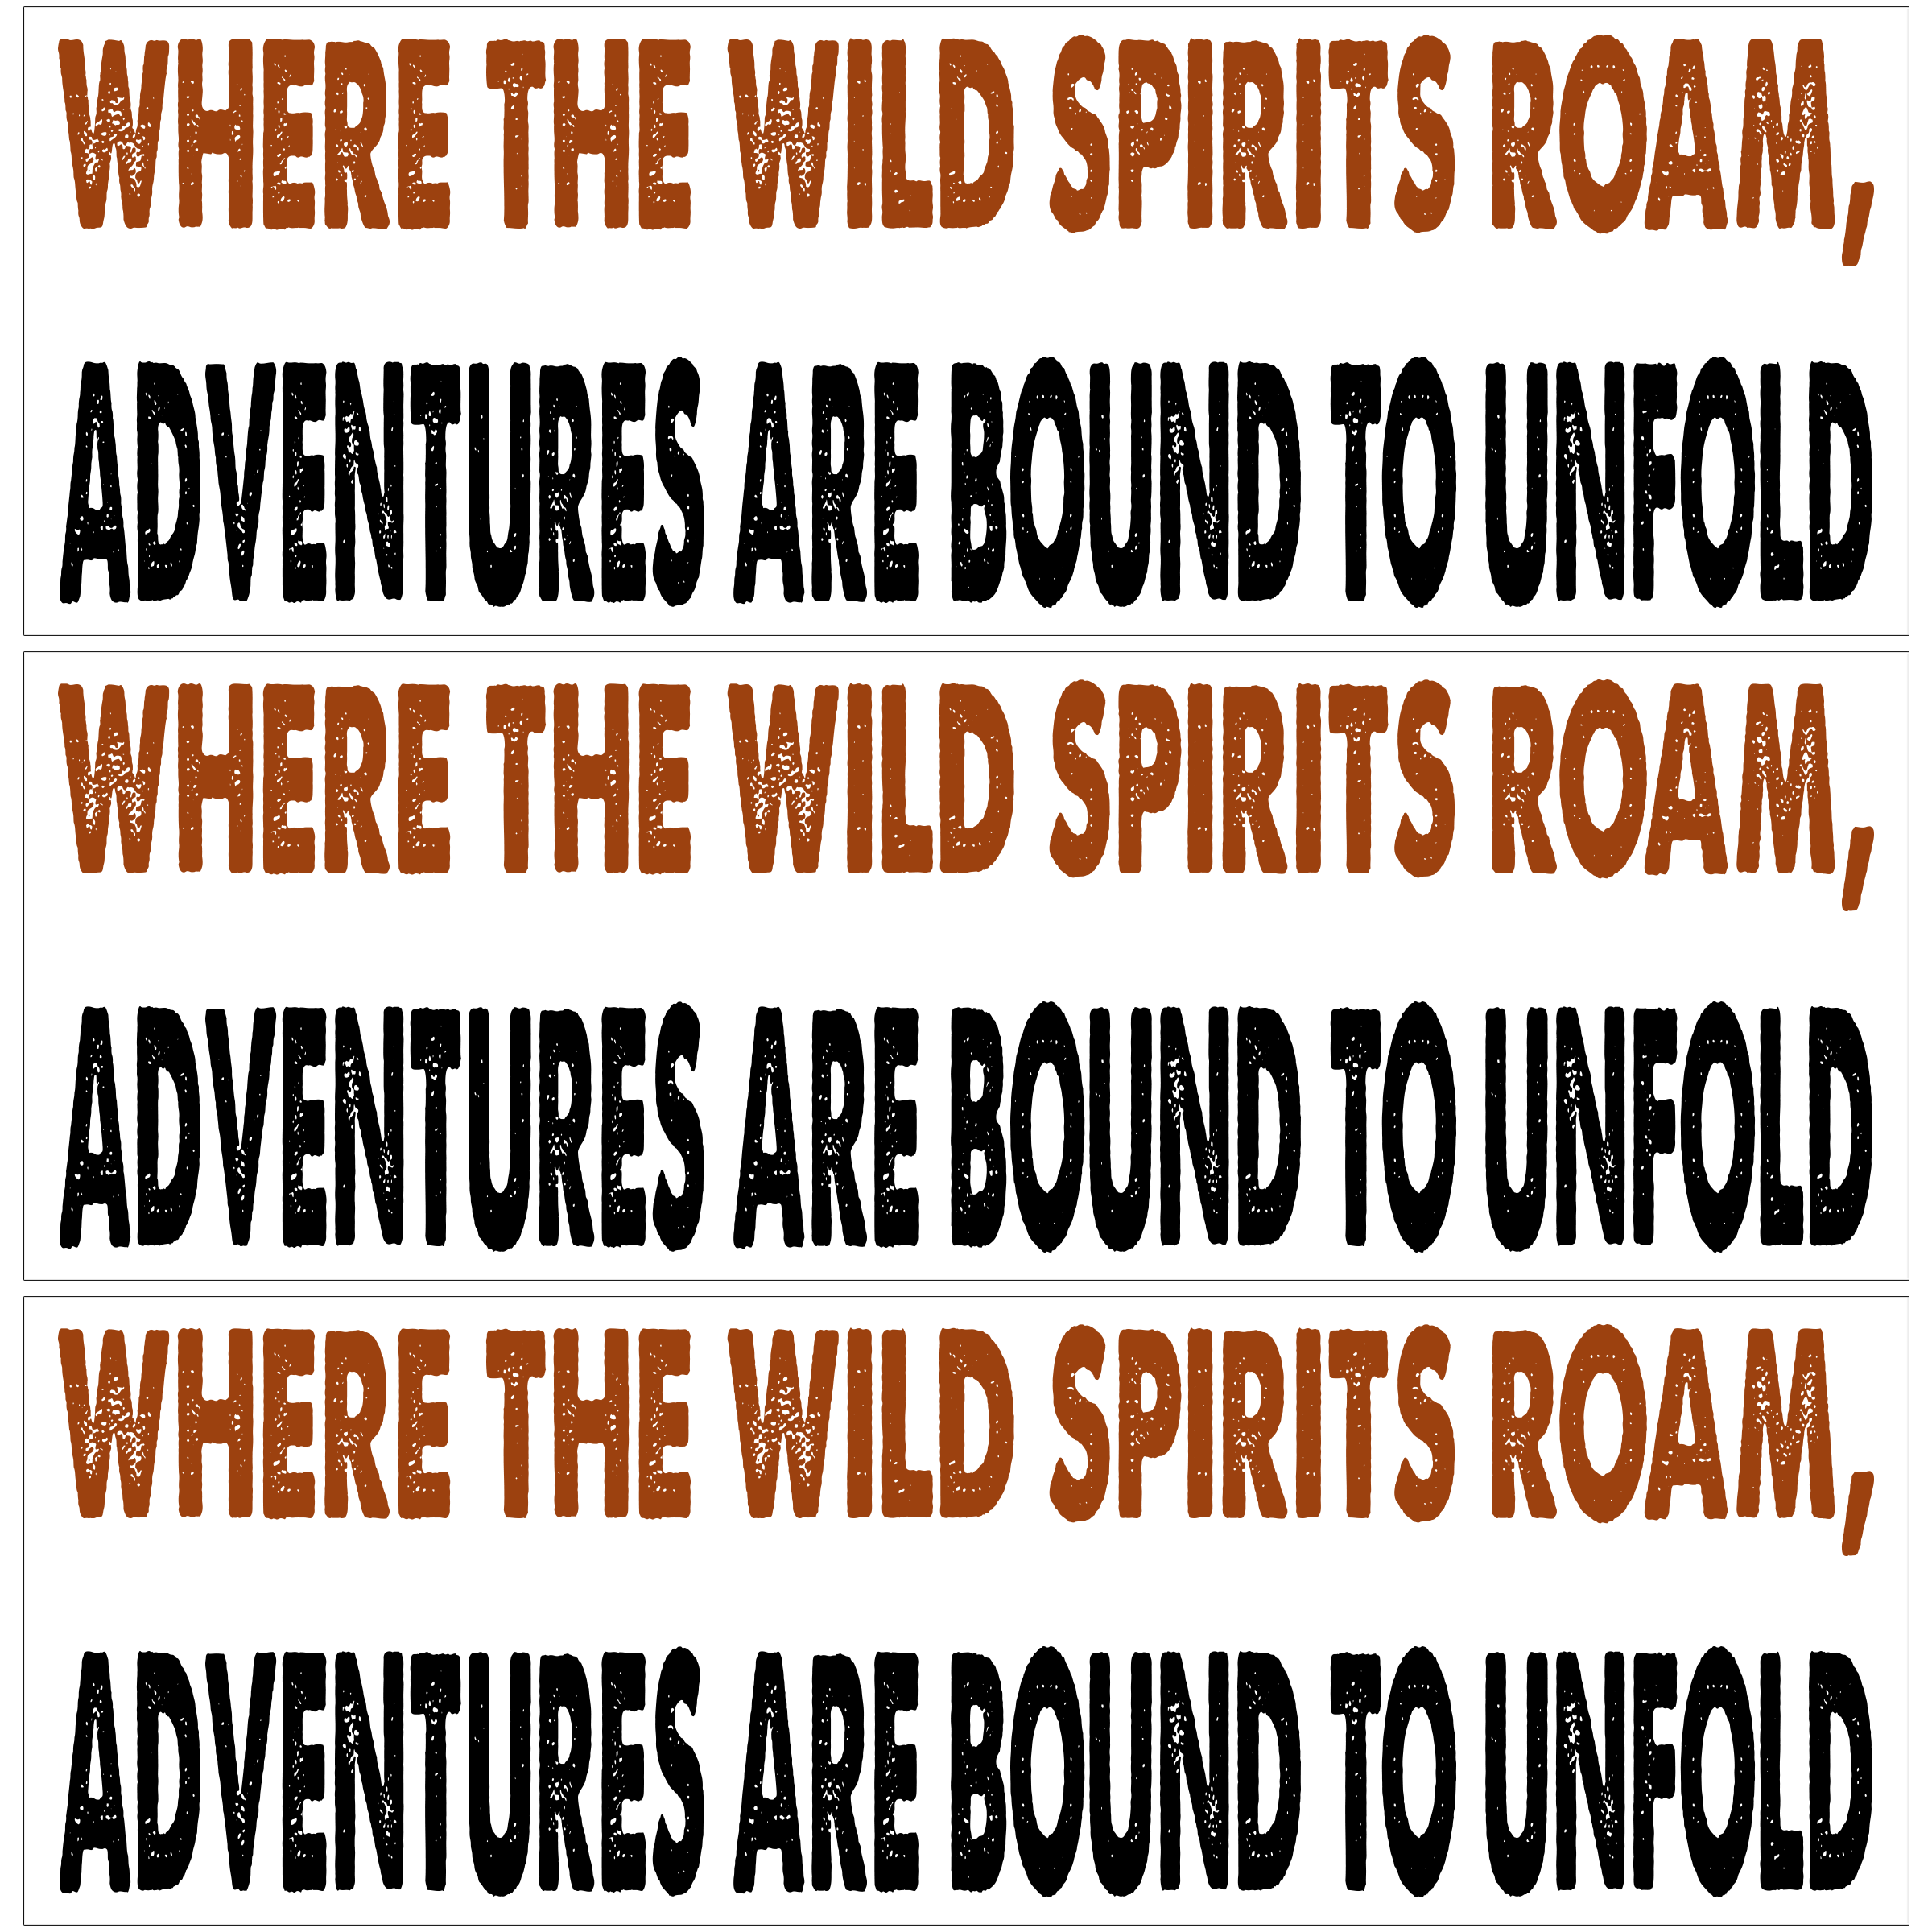 WHERE THE WILD SPIRITS ROAM,
ADVENTURES ARE BOUND TO UNFOLD
WHERE THE WILD SPIRITS ROAM,
ADVENTURES ARE BOUND TO UNFOLD
WHERE THE WILD SPIRITS ROAM,
ADVENTURES ARE BOUND TO UNFOLD